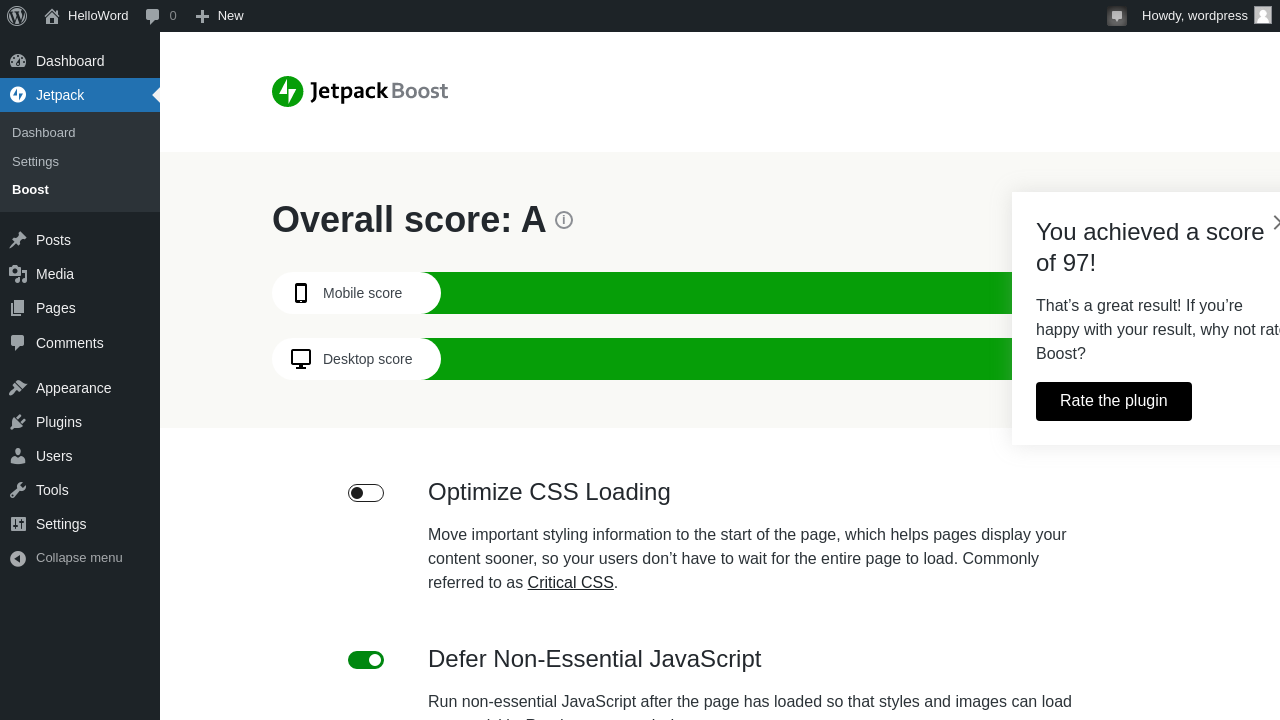 HelloWord
0
New
Howdy, wordpress
Dashboard
Jetpack
Dashboard
Settings
Boost
Posts
Media
Pages
Comments
Appearance
Plugins
Users
Tools
Settings
Collapse menu
Jetpack Boost
Overall score: A
Mobile score
Desktop score
You achieved a score
of 97!
That’s a great result! If you’re
happy with your result, why not rat
Boost?
Rate the plugin
Optimize CSS Loading
Move important styling information to the start of the page, which helps pages display your
content sooner, so your users don’t have to wait for the entire page to load. Commonly
referred to as Critical CSS.
Defer Non-Essential JavaScript
Run non-essential JavaScript after the page has loaded so that styles and images can load